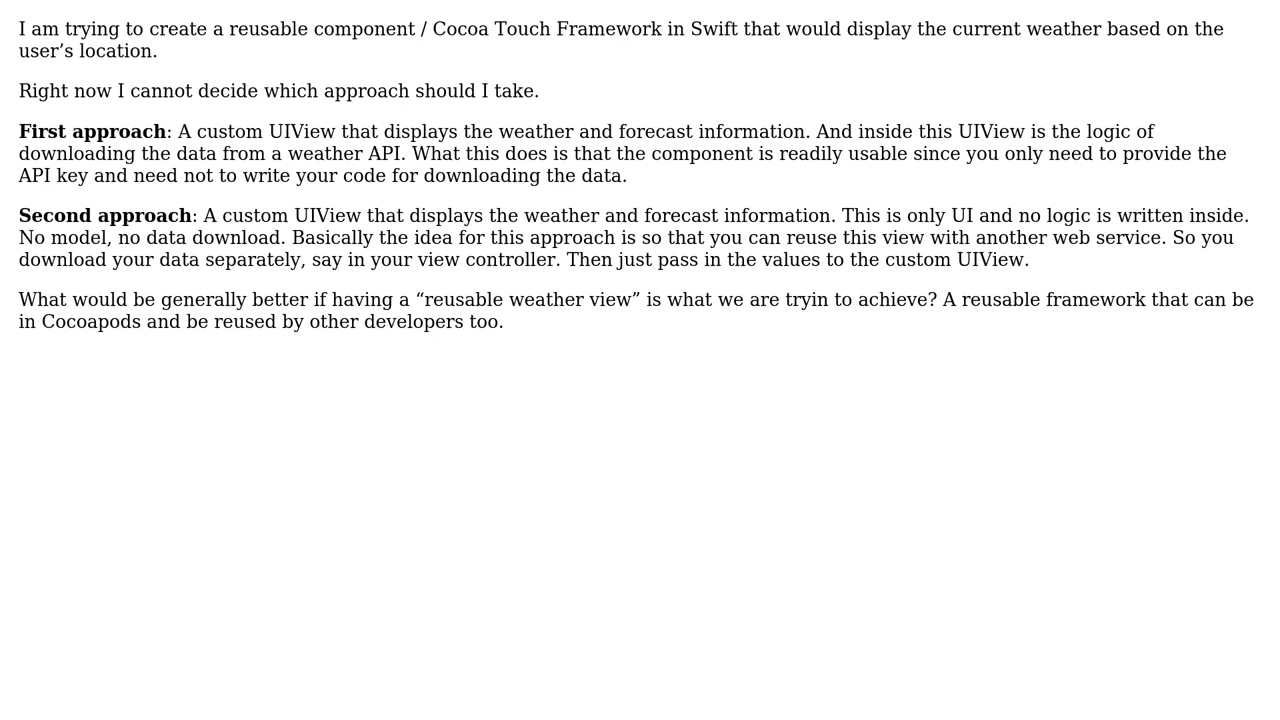 I am trying to create a reusable component / Cocoa Touch Framework in Swift that would display the current weather based on the
user’s location.
Right now I cannot decide which approach should I take.
First approach: A custom UIView that displays the weather and forecast information. And inside this UIView is the logic of
downloading the data from a weather API. What this does is that the component is readily usable since you only need to provide the
API key and need not to write your code for downloading the data.
Second approach: A custom UIView that displays the weather and forecast information. This is only UI and no logic is written inside.
No model, no data download. Basically the idea for this approach is so that you can reuse this view with another web service. So you
download your data separately, say in your view controller. Then just pass in the values to the custom UIView.
What would be generally better if having a “reusable weather view” is what we are tryin to achieve? A reusable framework that can be
in Cocoapods and be reused by other developers too.